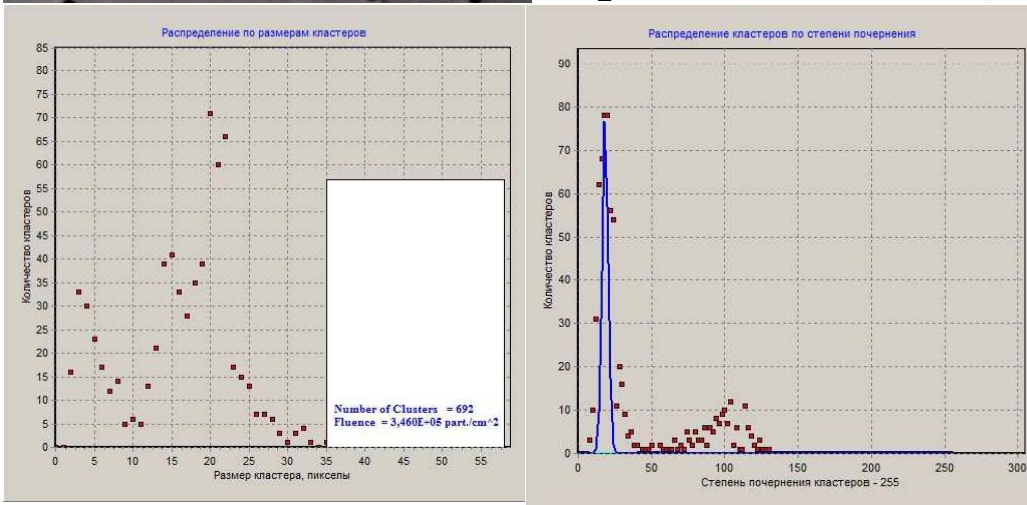 Распределение по размерам кластеров
85
80
75
70
65
60
55
50
45
40
35
30
25
20
15
10
5
0
Количество кластеров
0 5 10 15 20 25 30 35 40 45 50 55
Размер кластера, пикселы
Number of Clusters = 692
Fluence = 3,460E+05 part./cm^2
Распределение кластеров по степени почернения
90
80
70
60
50
40
30
20
10
0
Количество кластеров
0 50 100 150 200 250 300
Степень почернения кластеров - 255